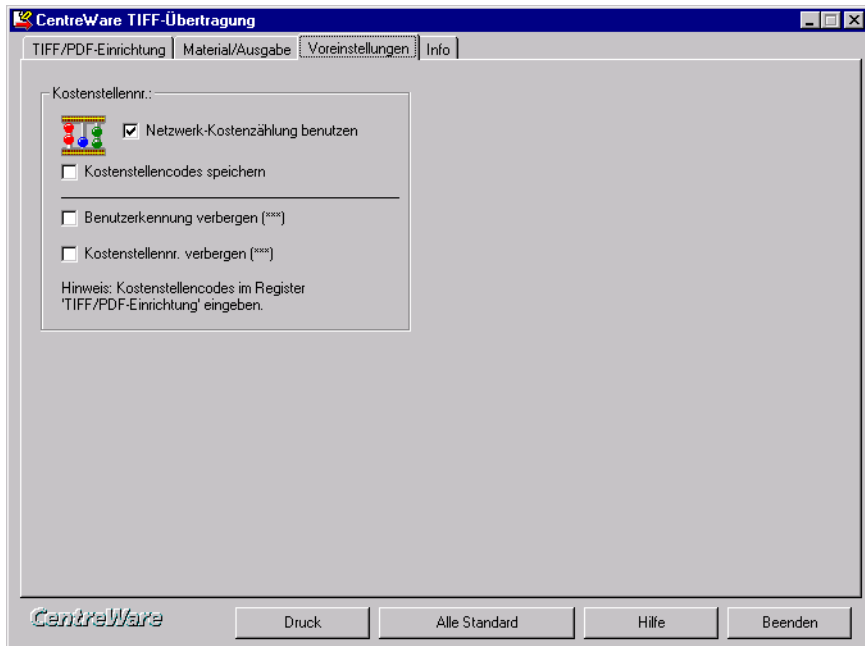 CentreWare TIFF-Übertragung
TIFF/PDF-Einrichtung Material/Ausgabe Voreinstellungen Info
Kostenstellennr.:
Netzwerk-Kostenzählung benutzen
Kostenstellencodes speichern
Benutzerkennung verbergen (***)
Kostenstellennr. verbergen (***)
Hinweis: Kostenstellencodes im Register
'TIFF/PDF-Einrichtung' eingeben.
CentreWare Druck Alle Standard Hilfe Beenden